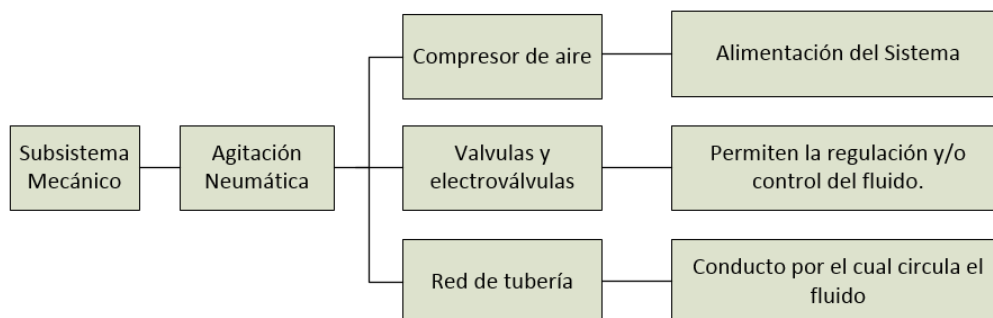 Subsistema
Mecánico
Agitación
Neumática
Compresor de aire
Alimentación del Sistema
Valvulas y
electroválvulas
Permiten la regulación y/o
control del fluido.
Red de tubería
Conducto por el cual circula el
fluido